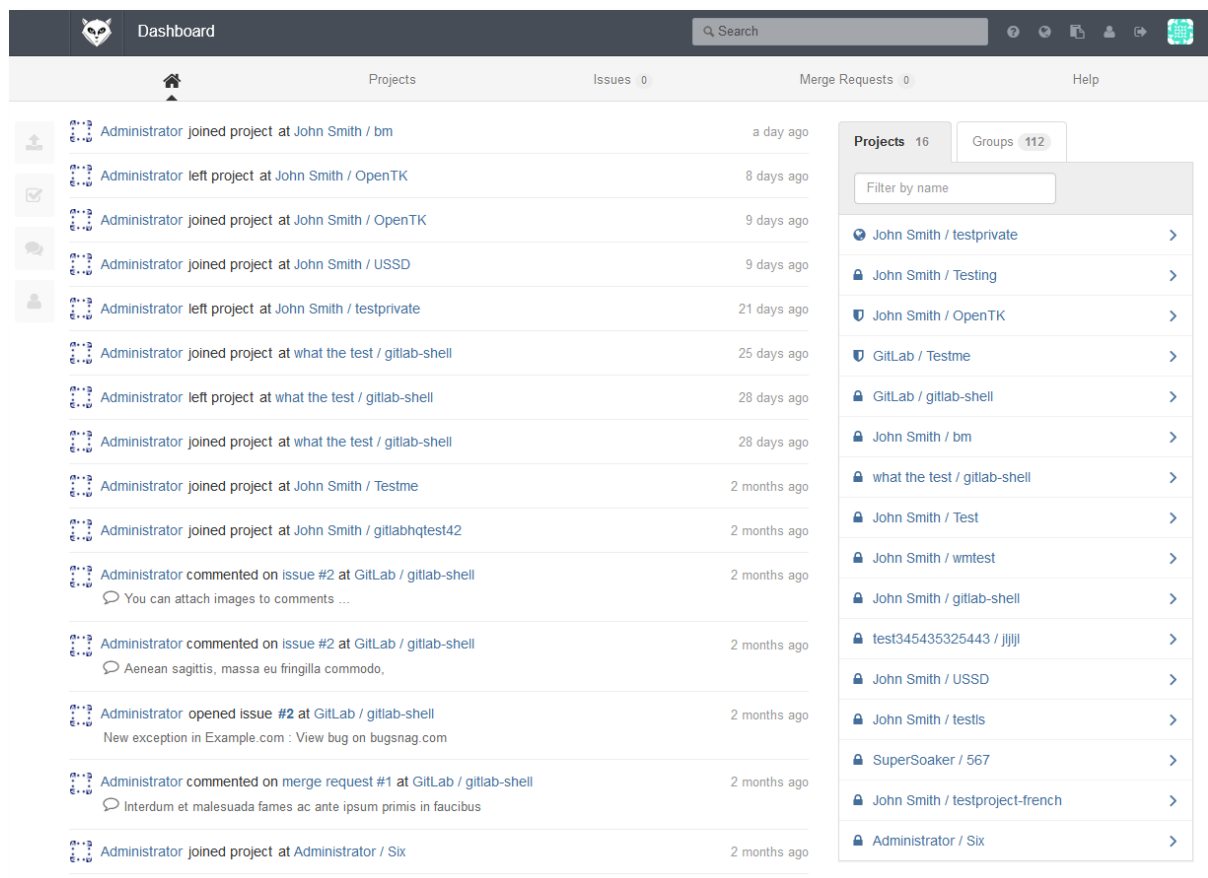 Dashboard
Search
Projects
Issues 0
Merge Requests 0
Help
Administrator joined project at John Smith / bm a day ago
Administrator left project at John Smith / OpenTK 8 days ago
Administrator joined project at John Smith / OpenTK 9 days ago
Administrator joined project at John Smith / USSD 9 days ago
Administrator left project at John Smith / testprivate 21 days ago
Administrator joined project at what the test / gitlab-shell 25 days ago
Administrator left project at what the test / gitlab-shell 28 days ago
Administrator joined project at what the test / gitlab-shell 28 days ago
Administrator joined project at John Smith / Testme 2 months ago
Administrator joined project at John Smith / gitlabhqtest42 2 months ago
Administrator commented on issue #2 at GitLab / gitlab-shell 2 months ago
You can attach images to comments ...
Administrator commented on issue #2 at GitLab / gitlab-shell 2 months ago
Aenean sagittis, massa eu fringilla commodo,
Administrator opened issue #2 at GitLab / gitlab-shell 2 months ago
New exception in Example.com : View bug on bugsnag.com
Administrator commented on merge request #1 at GitLab / gitlab-shell 2 months ago
Interdum et malesuada fames ac ante ipsum primis in faucibus
Administrator joined project at Administrator / Six 2 months ago
Projects 16
Groups 112
Filter by name
John Smith / testprivate
John Smith / Testing
John Smith / OpenTK
GitLab / Testme
GitLab / gitlab-shell
John Smith / bm
what the test / gitlab-shell
John Smith / Test
John Smith / wmtest
John Smith / gitlab-shell
test345435325443 / jljljl
John Smith / USSD
John Smith / testls
SuperSoaker / 567
John Smith / testproject-french
Administrator / Six